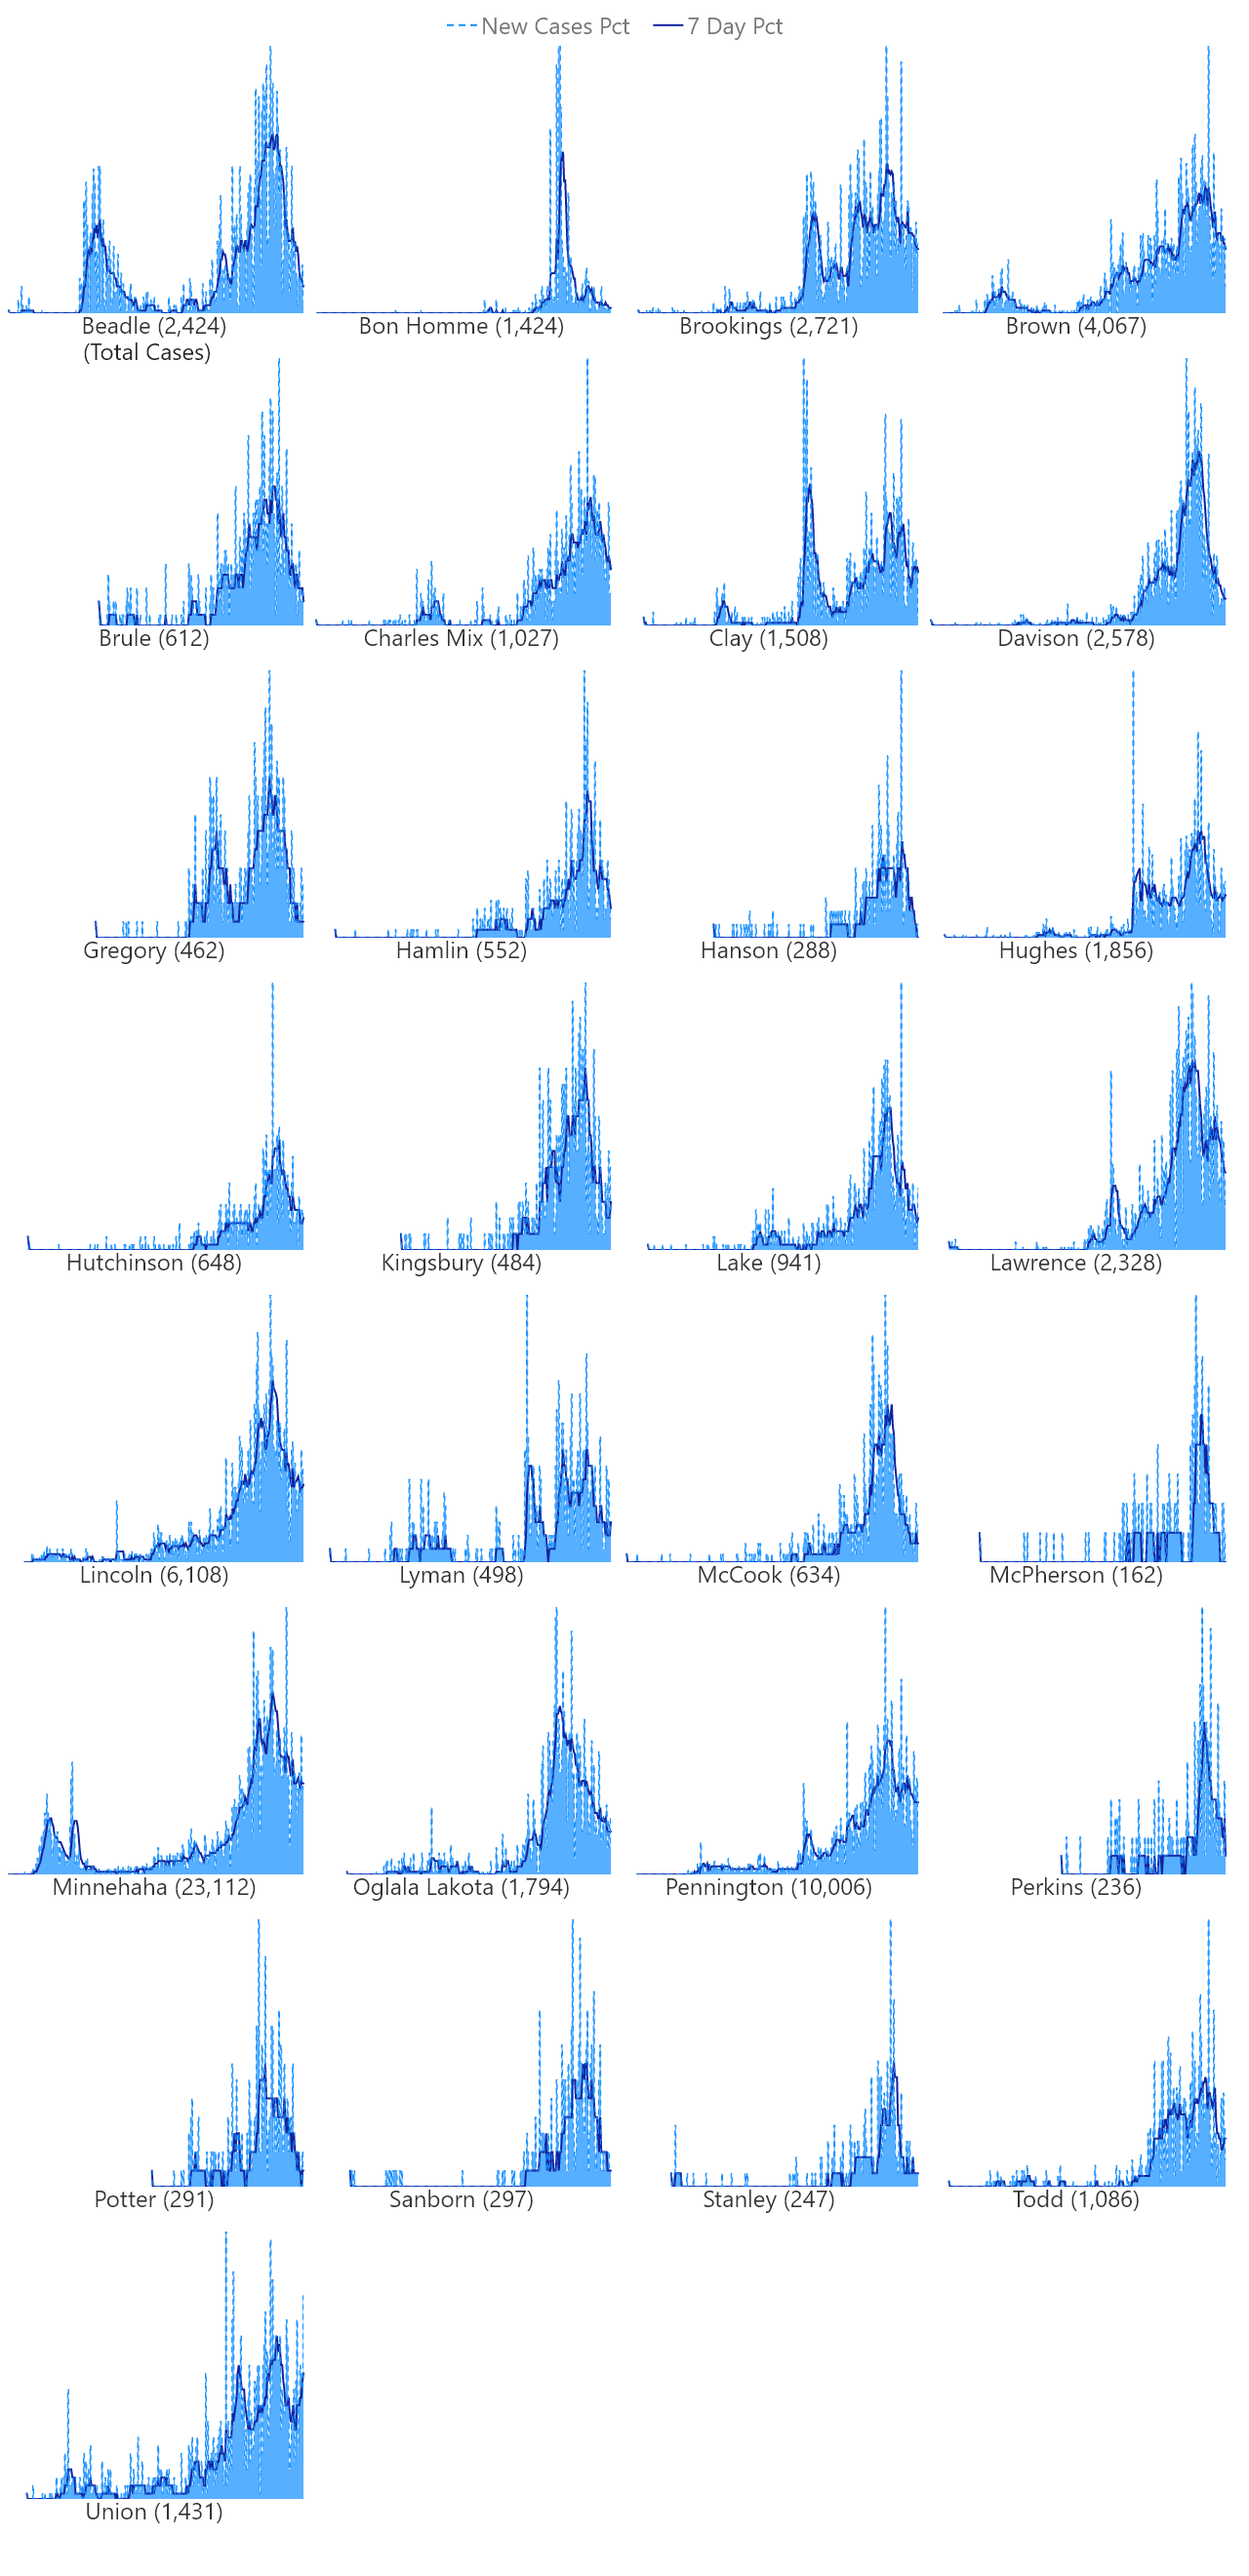 New Cases Pct 7 Day Pct
Beadle (2,424) Bon Homme (1,424) Brookings (2,721) Brown (4,067)
(Total Cases)
Brule (612) Charles Mix (1,027) Clay (1,508) Davison (2,578)
Gregory (462) Hamlin (552) Hanson (288) Hughes (1,856)
Hutchinson (648) Kingsbury (484) Lake (941) Lawrence (2,328)
Lincoln (6,108) Lyman (498) McCook (634) McPherson (162)
Minnehaha (23,112) Oglala Lakota (1,794) Pennington (10,006) Perkins (236)
Potter (291) Sanborn (297) Stanley (247) Todd (1,086)
Union (1,431)